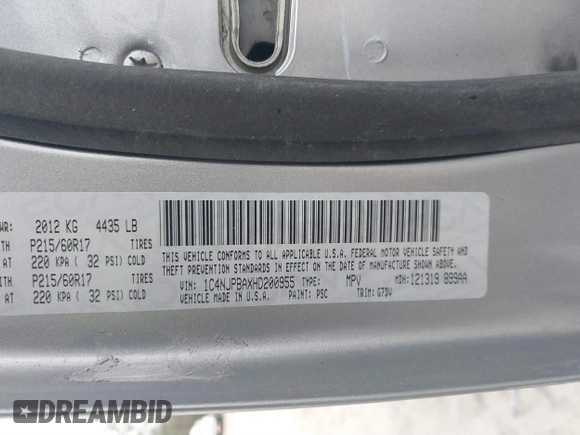 WR: 2012 KG 4435 LB
TH P215/60R17 TIRES
AT 220 KPA ( 32 PSI) COLD
ITH P215/60R17 TIRES
AT 220 KPA ( 32 PSI) COLD
THIS VEHICLE CONFORMS TO ALL APPLICABLE U.S.A. FEDERAL MOTOR VEHICLE SAFETY AND
THEFT PREVENTION STANDARDS IN EFFECT ON THE DATE OF MANUFACTURE SHOWN ABOVE.
VIN: 1C4NJPBAXHD200955 TYPE: MPV MDH: 121319 899AA
VEHICLE MADE IN U.S.A. PAINT: PSC TRIM: G7DV
DREAMBID